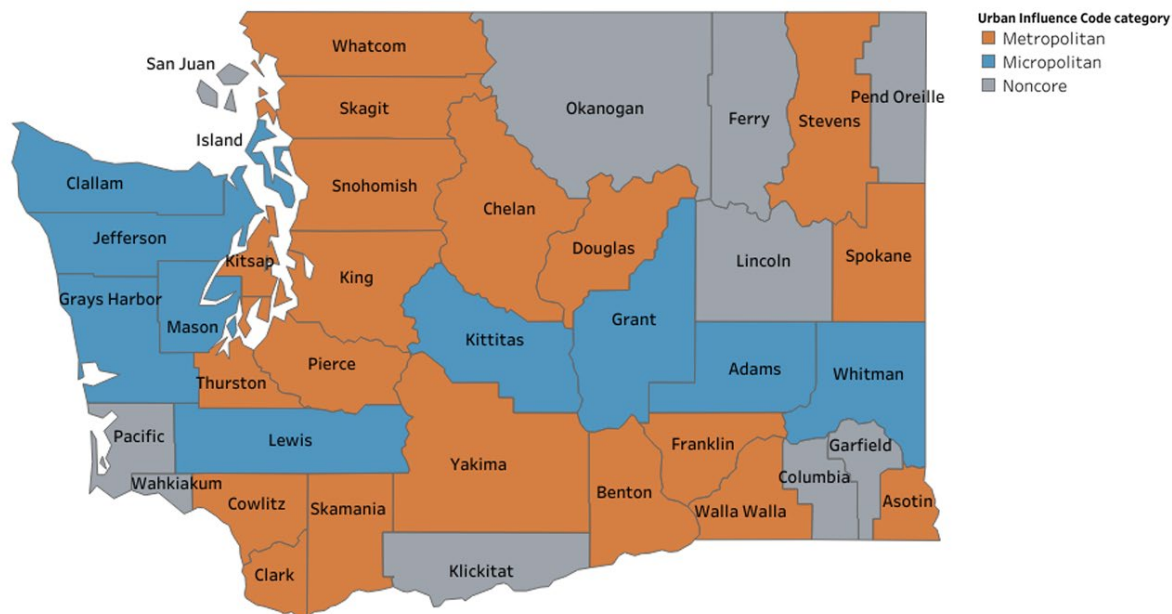 Urban Influence Code category
Metropolitan
Micropolitan
Noncore
Whatcom
San Juan
Skagit
Okanogan
Ferry
Stevens
Pend Oreille
Island
Clallam
Snohomish
Chelan
Jefferson
Kitsap
Douglas
Lincoln
Spokane
King
Grays Harbor
Mason
Grant
Kittitas
Pierce
Thurston
Adams
Whitman
Pacific
Lewis
Franklin
Garfield
Yakima
Columbia
Wahkiakum
Benton
Cowlitz
Skamania
Walla Walla
Asotin
Clark
Klickitat